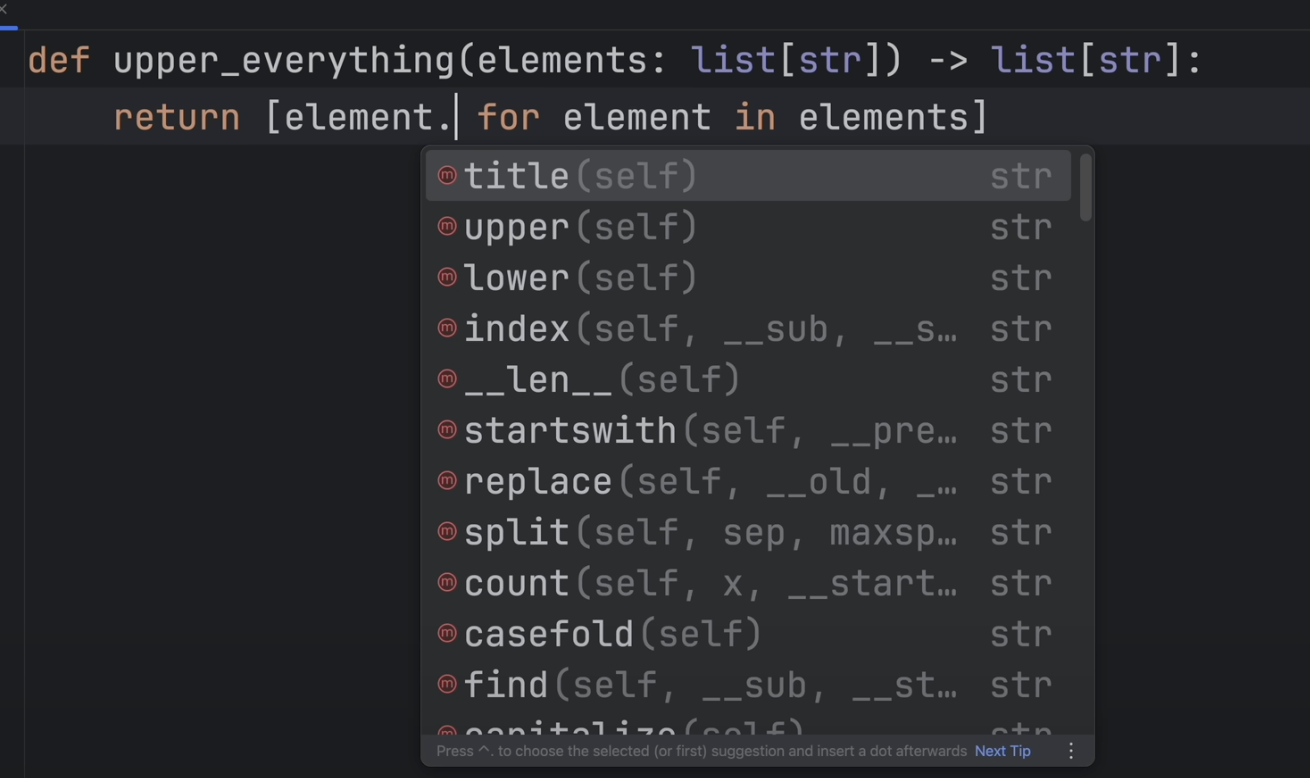 def upper_everything(elements: list[str]) -> list[str]:
return [element. for element in elements]
title(self) str
upper(self) str
lower(self) str
index(self, __sub, __s… str
__len__(self) str
startswith(self, __pre… str
replace(self, __old, _… str
split(self, sep, maxsp… str
count(self, x, __start… str
casefold(self) str
find(self, __sub, __st… str
capitalize(self) str
Press ^. to choose the selected (or first) suggestion and insert a dot afterwards Next Tip